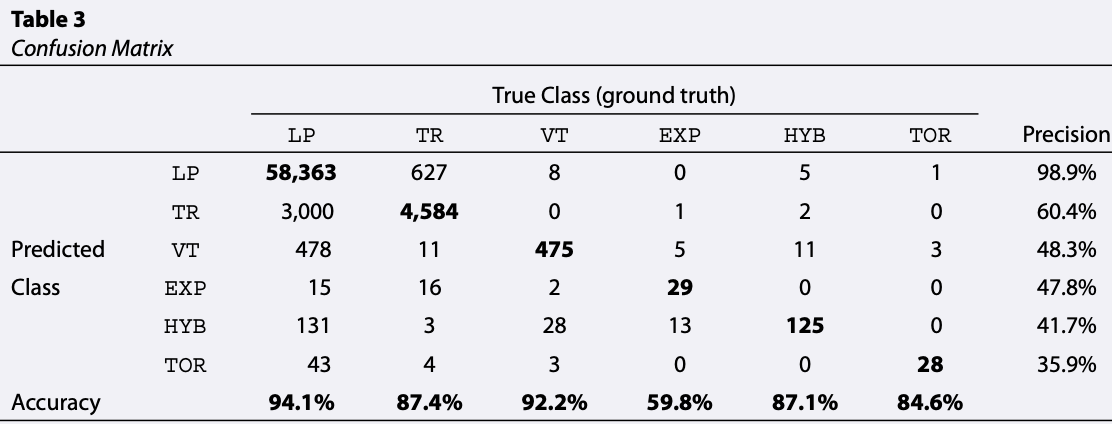 Table 3
Confusion Matrix
True Class (ground truth)
LP TR VT EXP HYB TOR Precision
LP 58,363 627 8 0 5 1 98.9%
TR 3,000 4,584 0 1 2 0 60.4%
Predicted VT 478 11 475 5 11 3 48.3%
Class EXP 15 16 2 29 0 0 47.8%
HYB 131 3 28 13 125 0 41.7%
TOR 43 4 3 0 0 28 35.9%
Accuracy 94.1% 87.4% 92.2% 59.8% 87.1% 84.6%